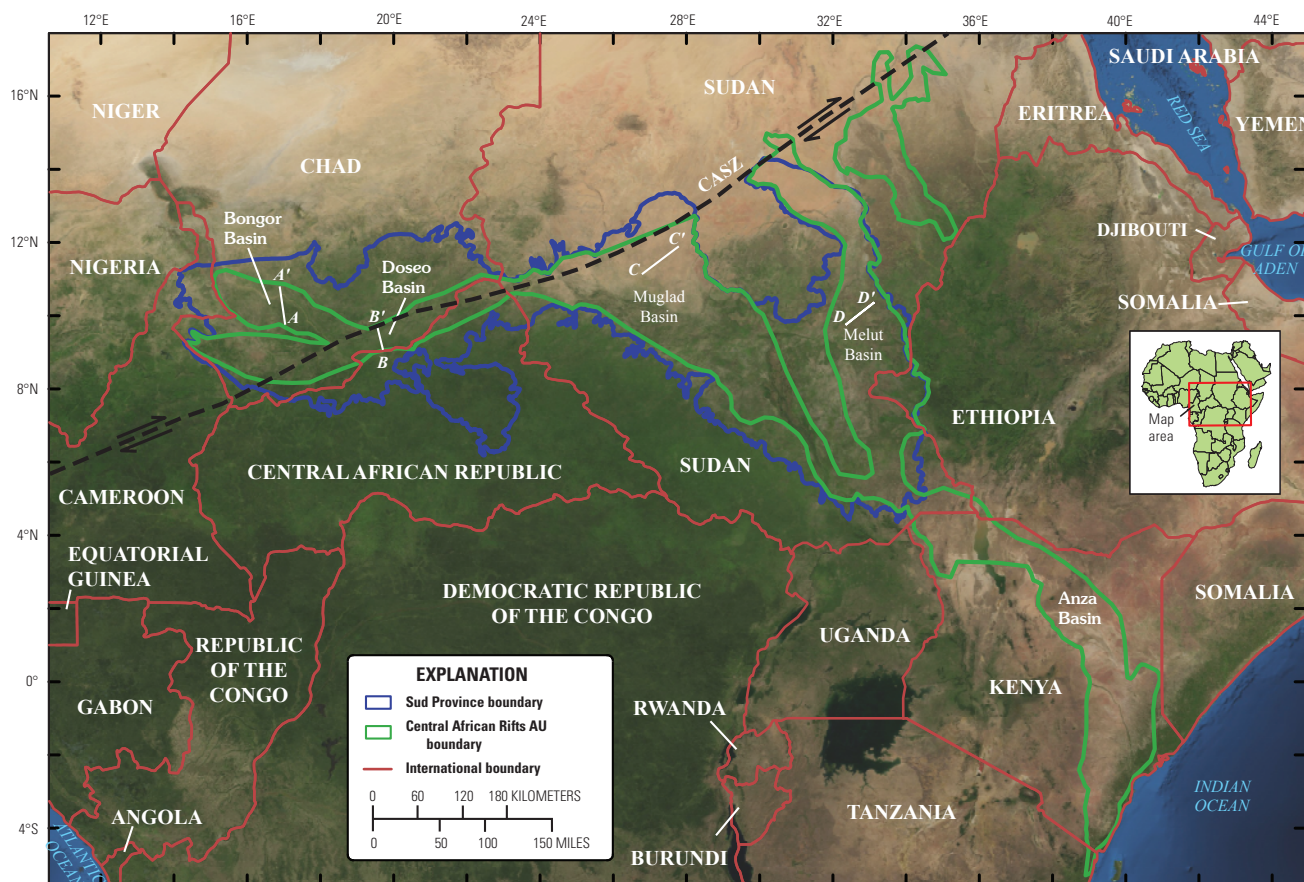 12°E 16°E 20°E 24°E 28°E 32°E 36°E 40°E 44°E
16°N
12°N
8°N
4°N
0°
4°S
NIGER
CHAD
SUDAN
ERITREA
SAUDI ARABIA
RED SEA
YEMEN
NIGERIA
Bongor
Basin
A'
A
Doseo
Basin
B'
B
CASZ
C'
C
Muglad
Basin
D'
D
Melut
Basin
DJIBOUTI
GULF OF
ADEN
SOMALIA
ETHIOPIA
Map
area
CAMEROON
CENTRAL AFRICAN REPUBLIC
SUDAN
EQUATORIAL
GUINEA
DEMOCRATIC REPUBLIC
OF THE CONGO
REPUBLIC
OF THE
CONGO
GABON
UGANDA
Anza
Basin
SOMALIA
KENYA
RWANDA
TANZANIA
BURUNDI
ANGOLA
ATLANTIC
OCEAN
INDIAN
OCEAN
EXPLANATION
Sud Province boundary
Central African Rifts AU
boundary
International boundary
0 60 120 180 KILOMETERS
0 50 100 150 MILES